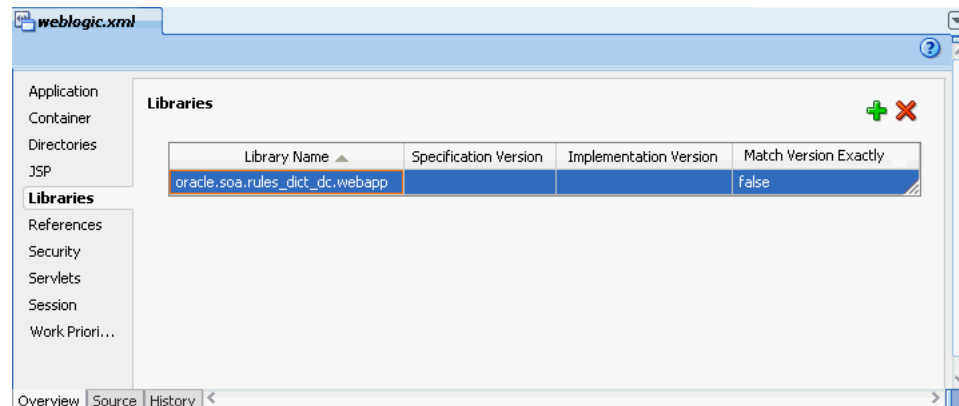 weblogic.xml
?
Application
Container
Directories
JSP
Libraries
References
Security
Servlets
Session
Work Priori...
Libraries
Library Name Specification Version Implementation Version Match Version Exactly
oracle.soa.rules_dict_dc.webapp false
Overview Source History